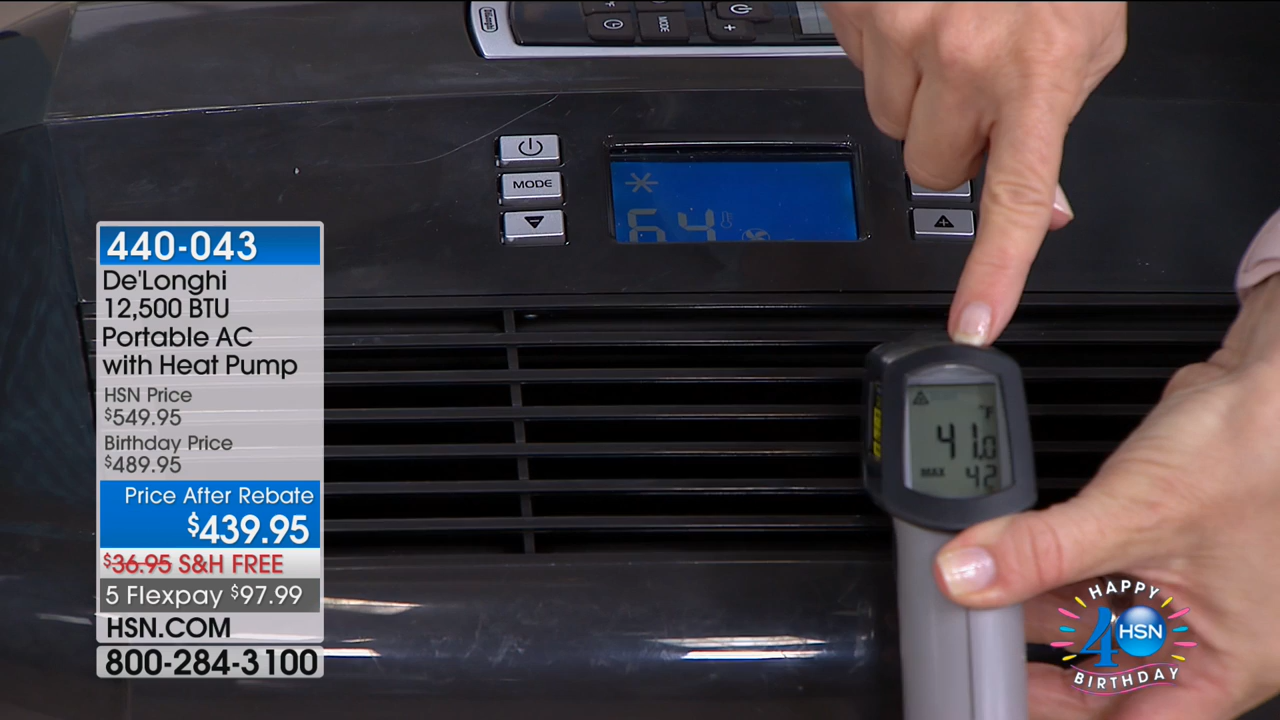 DeLonghi
MODE
MODE
64
°F
41.0
MAX 42
440-043
De'Longhi
12,500 BTU
Portable AC
with Heat Pump
HSN Price
$549.95
Birthday Price
$489.95
Price After Rebate
$439.95
$36.95 S&H FREE
5 Flexpay $97.99
HSN.COM
800-284-3100
HAPPY
40
HSN
BIRTHDAY